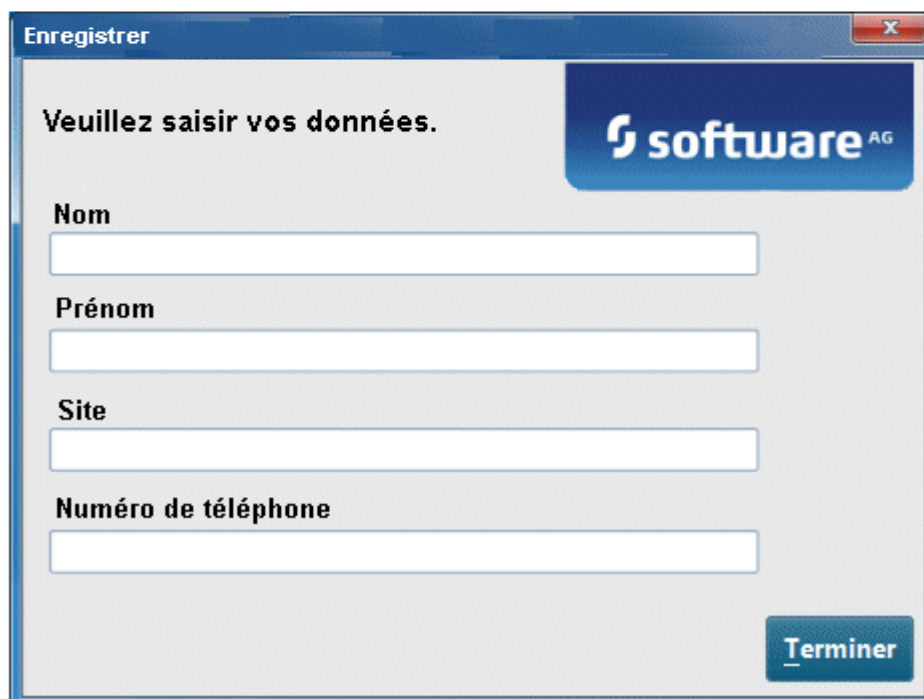 Enregistrer
x
Veuillez saisir vos données.
software AG
Nom
Prénom
Site
Numéro de téléphone
Terminer